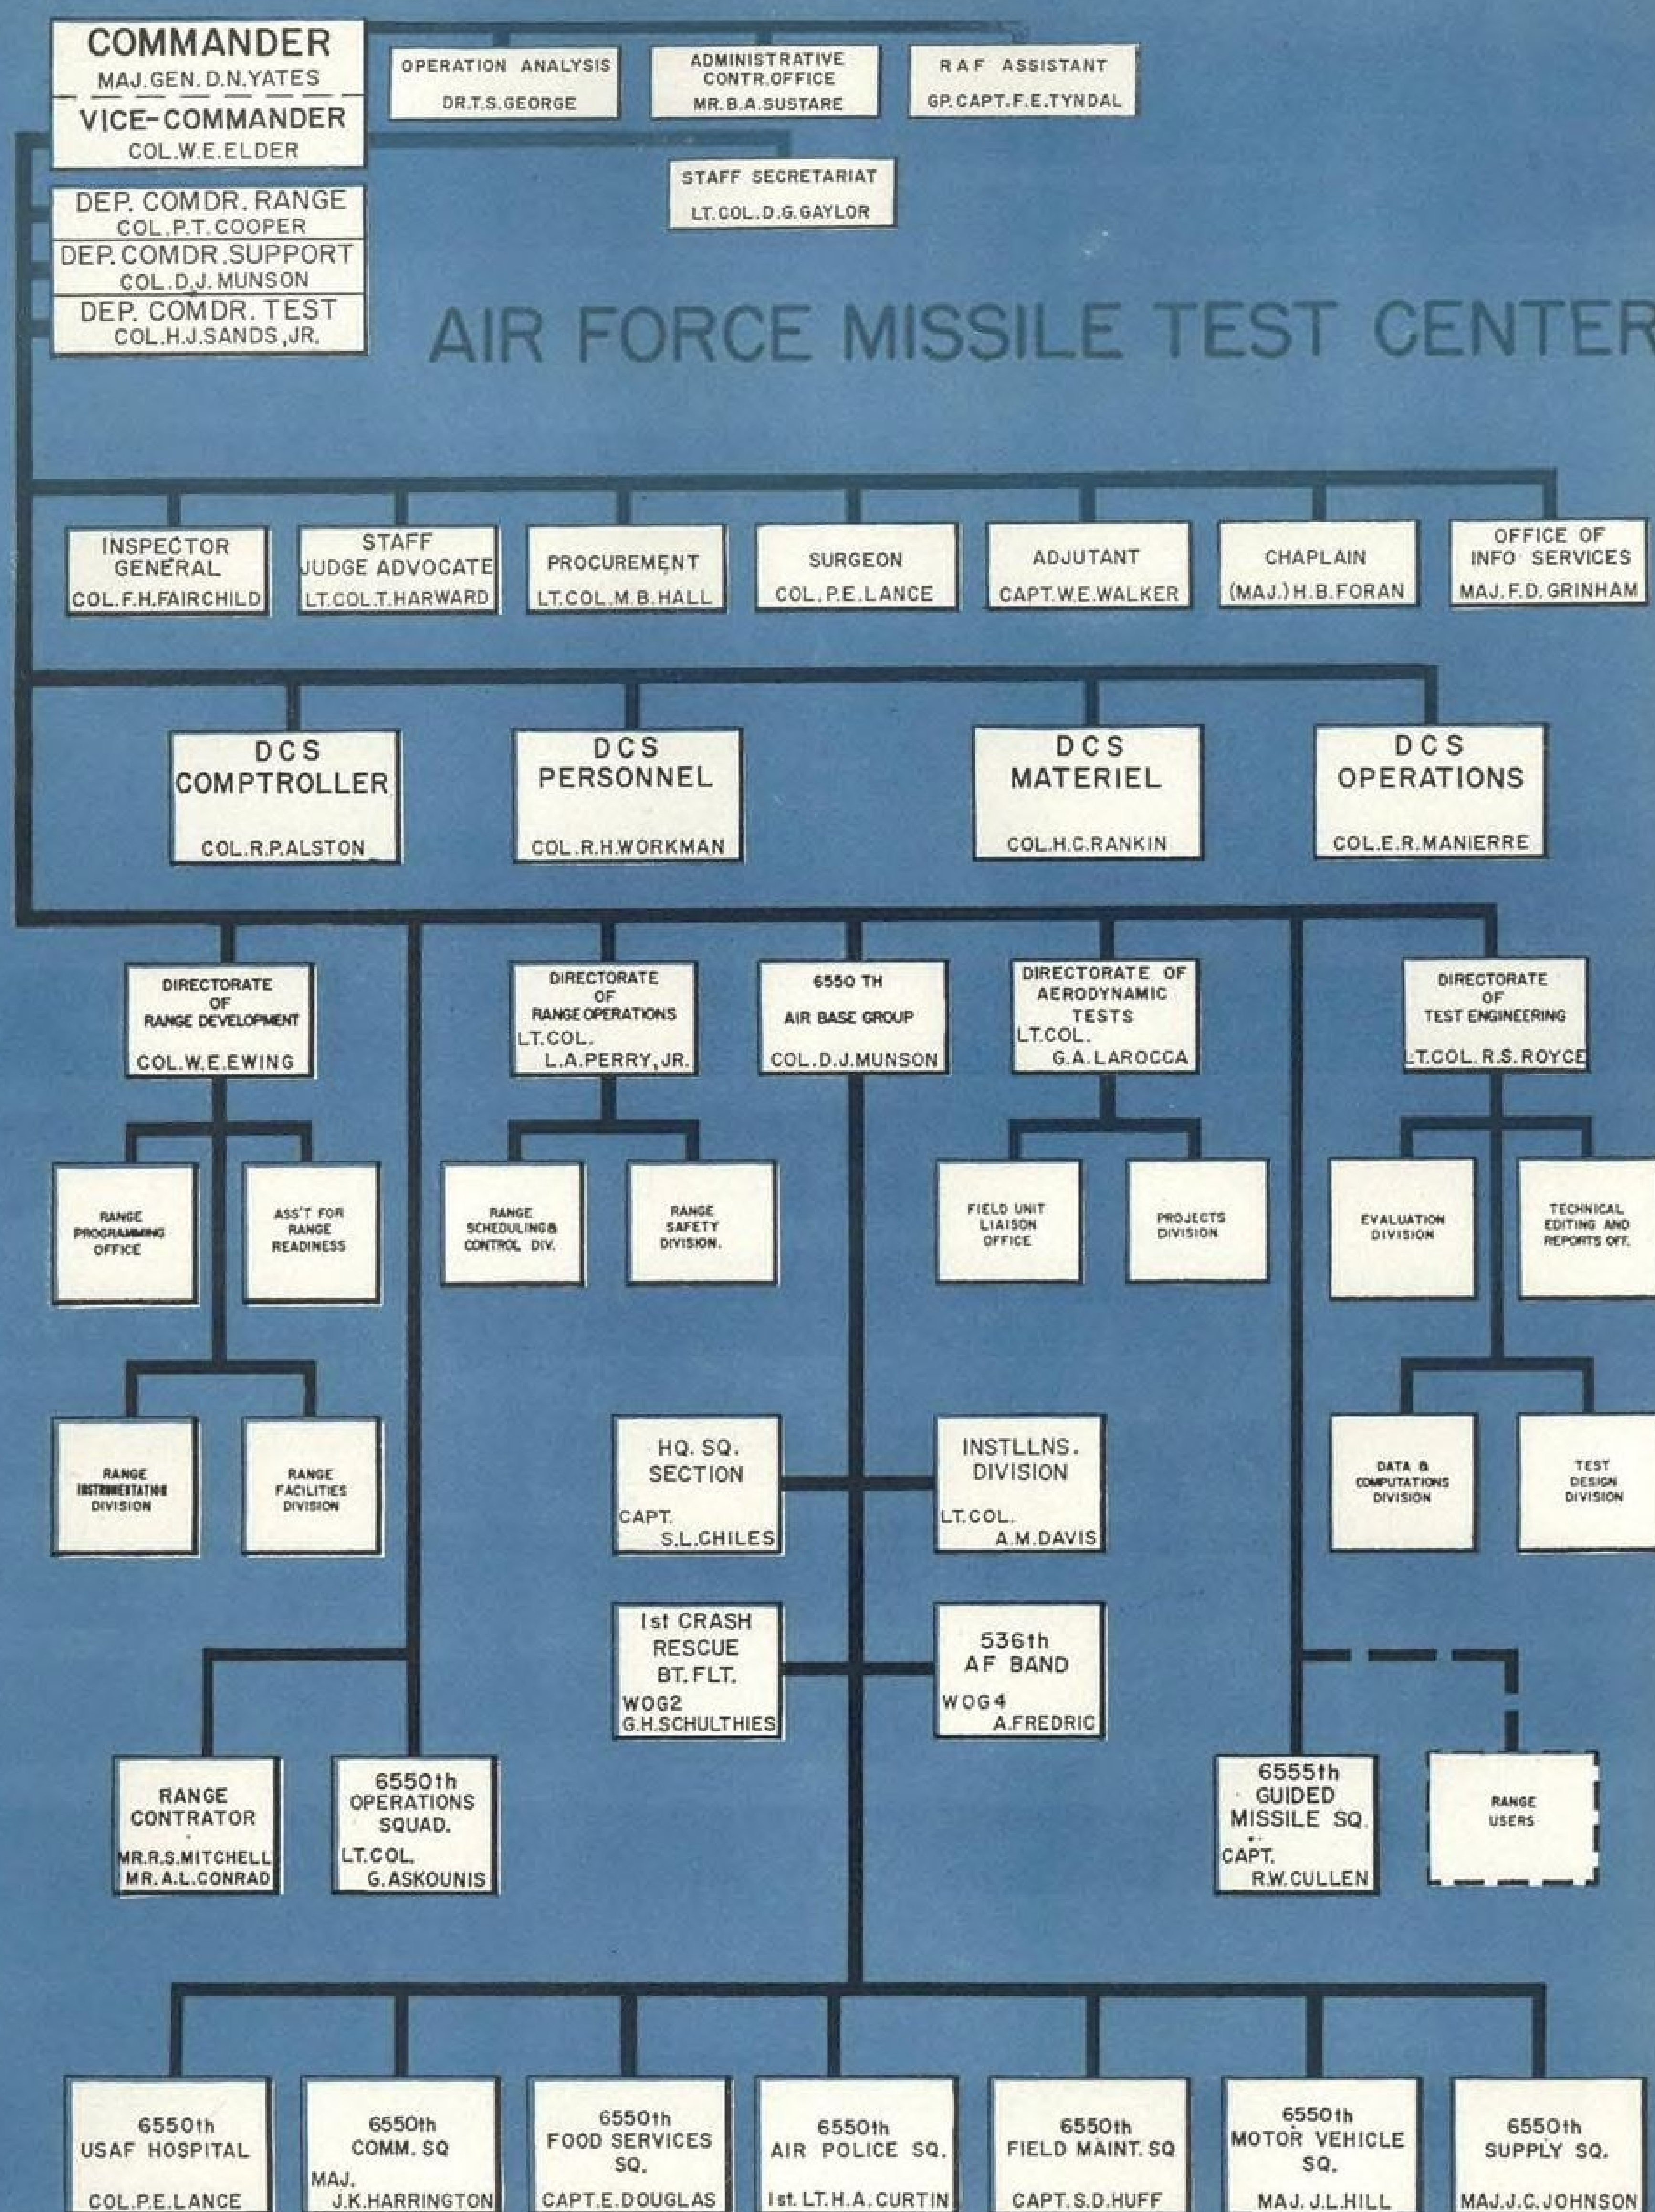 COMMANDER
MAJ.GEN. D.N.YATES
VICE-COMMANDER
COL.W.E.ELDER
OPERATION ANALYSIS
DR.T.S.GEORGE
ADMINISTRATIVE
CONTR.OFFICE
MR.B.A.SUSTARE
RAF ASSISTANT
GP.CAPT.F.E.TYNDAL
STAFF SECRETARIAT
LT.COL.D.G.GAYLOR
DEP. COMDR. RANGE
COL.P.T.COOPER
DEP.COMDR.SUPPORT
COL.D.J.MUNSON
DEP. COMDR. TEST
COL.H.J.SANDS,JR.
AIR FORCE MISSILE TEST CENTER
INSPECTOR
GENERAL
COL.F.H.FAIRCHILD
STAFF
JUDGE ADVOCATE
LT.COL.T.HARWARD
PROCUREMENT
LT.COL.M.B.HALL
SURGEON
COL.P.E.LANCE
ADJUTANT
CAPT.W.E.WALKER
CHAPLAIN
(MAJ.)H.B.FORAN
OFFICE OF
INFO SERVICES
MAJ.F.D.GRINHAM
DCS
COMPTROLLER
COL.R.P.ALSTON
DCS
PERSONNEL
COL.R.H.WORKMAN
DCS
MATERIEL
COL.H.C.RANKIN
DCS
OPERATIONS
COL.E.R.MANIERRE
DIRECTORATE
OF
RANGE DEVELOPMENT
COL.W.E.EWING
DIRECTORATE
OF
RANGE OPERATIONS
LT.COL.
L.A.PERRY,JR.
6550 TH
AIR BASE GROUP
COL.D.J.MUNSON
DIRECTORATE OF
AERODYNAMIC
TESTS
LT.COL.
G.A.LAROCCA
DIRECTORATE
OF
TEST ENGINEERING
LT.COL.R.S.ROYCE
RANGE
PROGRAMMING
OFFICE
ASS'T FOR
RANGE
READINESS
RANGE
SCHEDULING&
CONTROL DIV.
RANGE
SAFETY
DIVISION.
FIELD UNIT
LIAISON
OFFICE
PROJECTS
DIVISION
EVALUATION
DIVISION
TECHNICAL
EDITING AND
REPORTS OFF.
RANGE
INSTRUMENTATION
DIVISION
RANGE
FACILITIES
DIVISION
HQ. SQ.
SECTION
CAPT.
S.L.CHILES
INSTLLNS.
DIVISION
LT.COL.
A.M.DAVIS
DATA &
COMPUTATIONS
DIVISION
TEST
DESIGN
DIVISION
1st CRASH
RESCUE
BT.FLT.
WOG2
G.H.SCHULTHIES
536th
AF BAND
WOG4
A.FREDRIC
RANGE
CONTRATOR
MR.R.S.MITCHELL
MR.A.L.CONRAD
6550th
OPERATIONS
SQUAD.
LT.COL.
G.ASKOUNIS
6555th
GUIDED
MISSILE SQ.
CAPT.
R.W.CULLEN
RANGE
USERS
6550th
USAF HOSPITAL
COL.P.E.LANCE
6550th
COMM. SQ
MAJ.
J.K.HARRINGTON
6550th
FOOD SERVICES
SQ.
CAPT.E.DOUGLAS
6550th
AIR POLICE SQ.
1st.LT.H.A.CURTIN
6550th
FIELD MAINT.SQ
CAPT.S.D.HUFF
6550th
MOTOR VEHICLE
SQ.
MAJ. J.L.HILL
6550th
SUPPLY SQ.
MAJ.J.C.JOHNSON